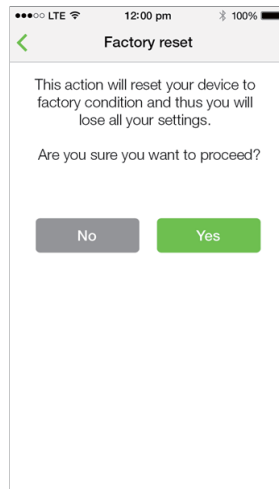 LTE 12:00 pm 100%
Factory reset
This action will reset your device to
factory condition and thus you will
lose all your settings.
Are you sure you want to proceed?
No Yes